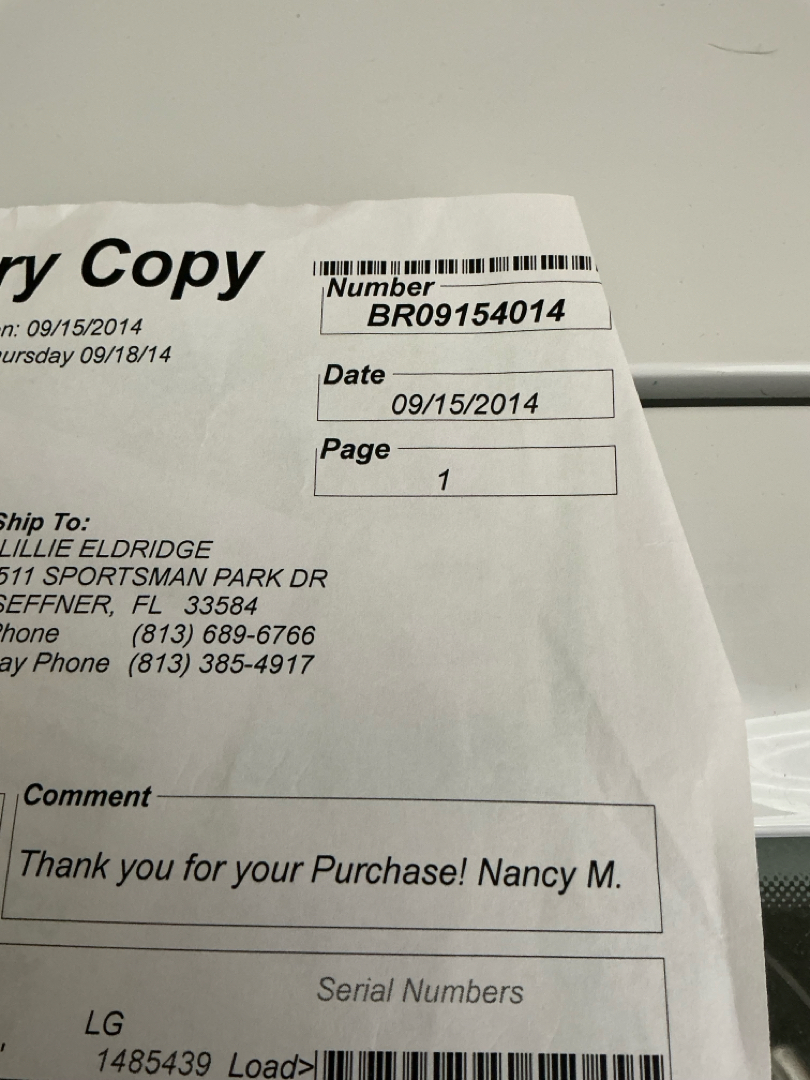 ry Copy
Number
BR09154014
n: 09/15/2014
ursday 09/18/14
Date
09/15/2014
Page
1
Ship To:
LILLIE ELDRIDGE
511 SPORTSMAN PARK DR
SEFFNER, FL 33584
Phone (813) 689-6766
ay Phone (813) 385-4917
Comment
Thank you for your Purchase! Nancy M.
Serial Numbers
LG
1485439 Load>